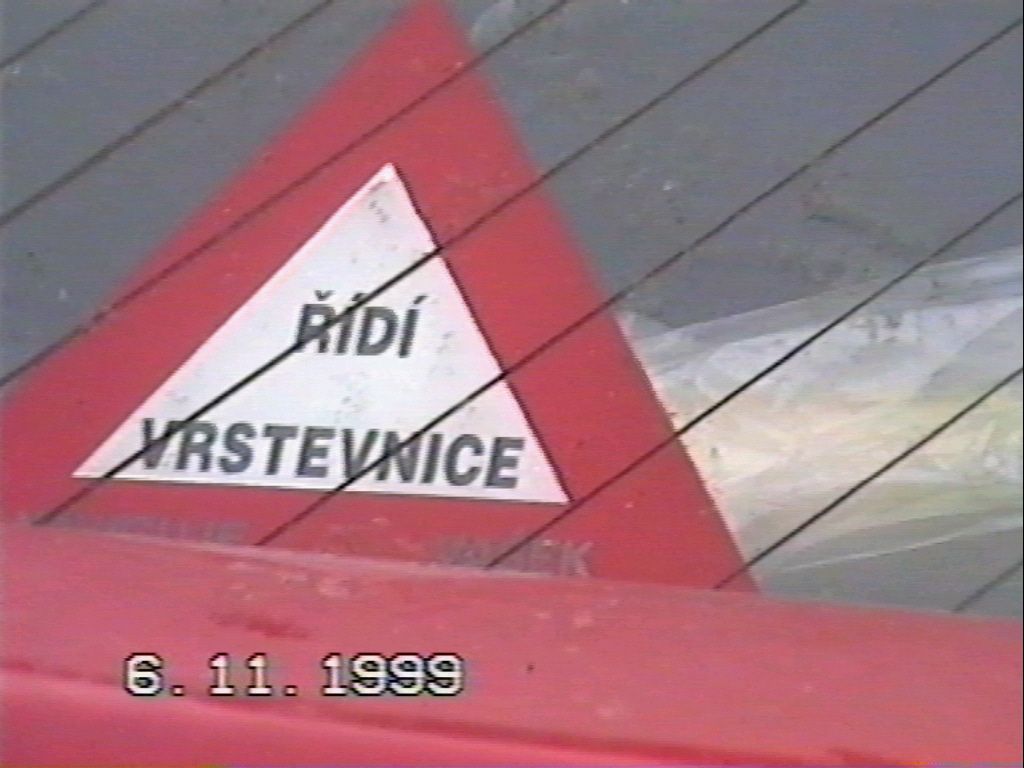 ŘÍDÍ
VRSTEVNICE
6.11.1999